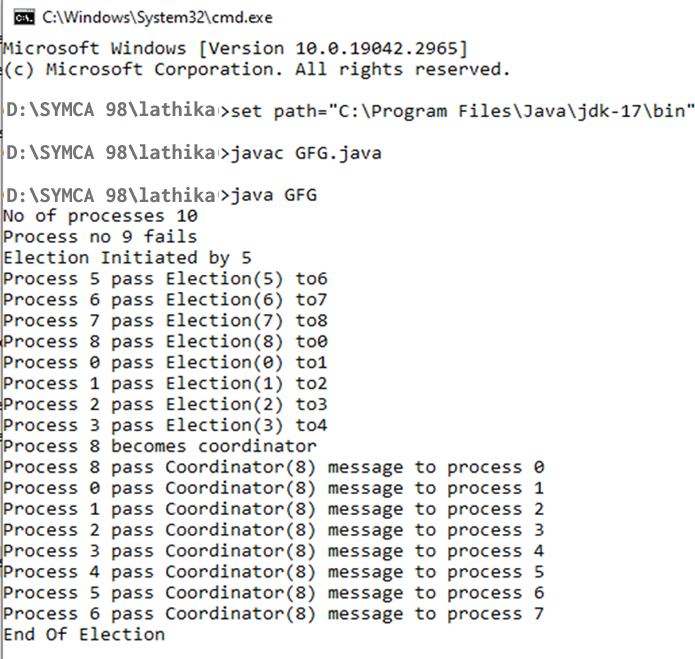 C:\Windows\System32\cmd.exe
Microsoft Windows [Version 10.0.19042.2965]
(c) Microsoft Corporation. All rights reserved.
D:\SYMCA 98\lathika>set path="C:\Program Files\Java\jdk-17\bin"
D:\SYMCA 98\lathika>javac GFG.java
D:\SYMCA 98\lathika>java GFG
No of processes 10
Process no 9 fails
Election Initiated by 5
Process 5 pass Election(5) to6
Process 6 pass Election(6) to7
Process 7 pass Election(7) to8
Process 8 pass Election(8) to0
Process 0 pass Election(0) to1
Process 1 pass Election(1) to2
Process 2 pass Election(2) to3
Process 3 pass Election(3) to4
Process 8 becomes coordinator
Process 8 pass Coordinator(8) message to process 0
Process 0 pass Coordinator(8) message to process 1
Process 1 pass Coordinator(8) message to process 2
Process 2 pass Coordinator(8) message to process 3
Process 3 pass Coordinator(8) message to process 4
Process 4 pass Coordinator(8) message to process 5
Process 5 pass Coordinator(8) message to process 6
Process 6 pass Coordinator(8) message to process 7
End Of Election